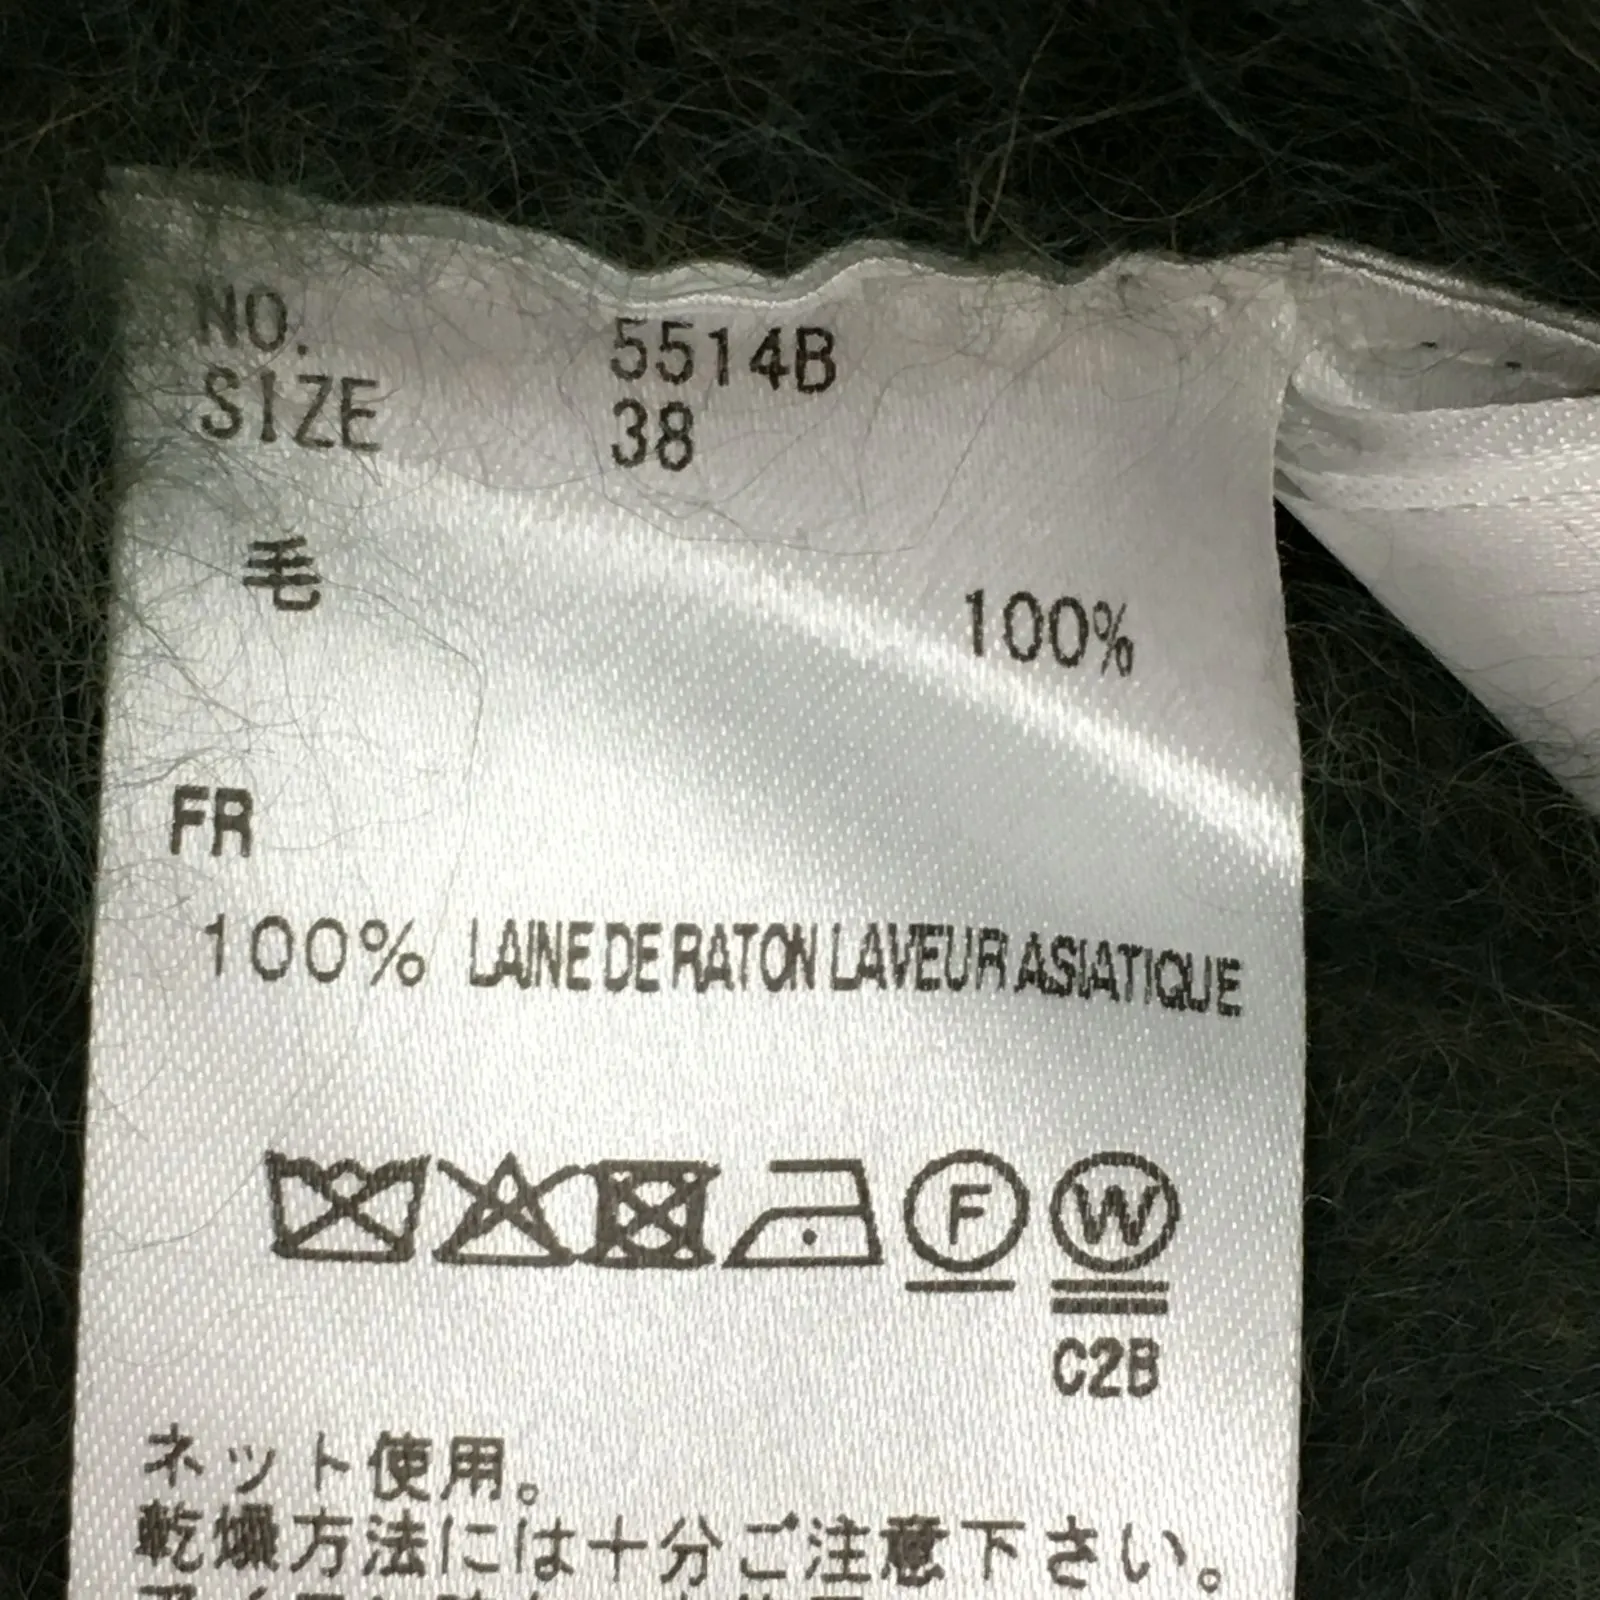 NO. 5514B
SIZE 38
毛 100%
FR
100% LAINE DE RATON LAVEUR ASIATIQUE
F W
C2B
ネット使用。
乾燥方法には十分ご注意下さい。